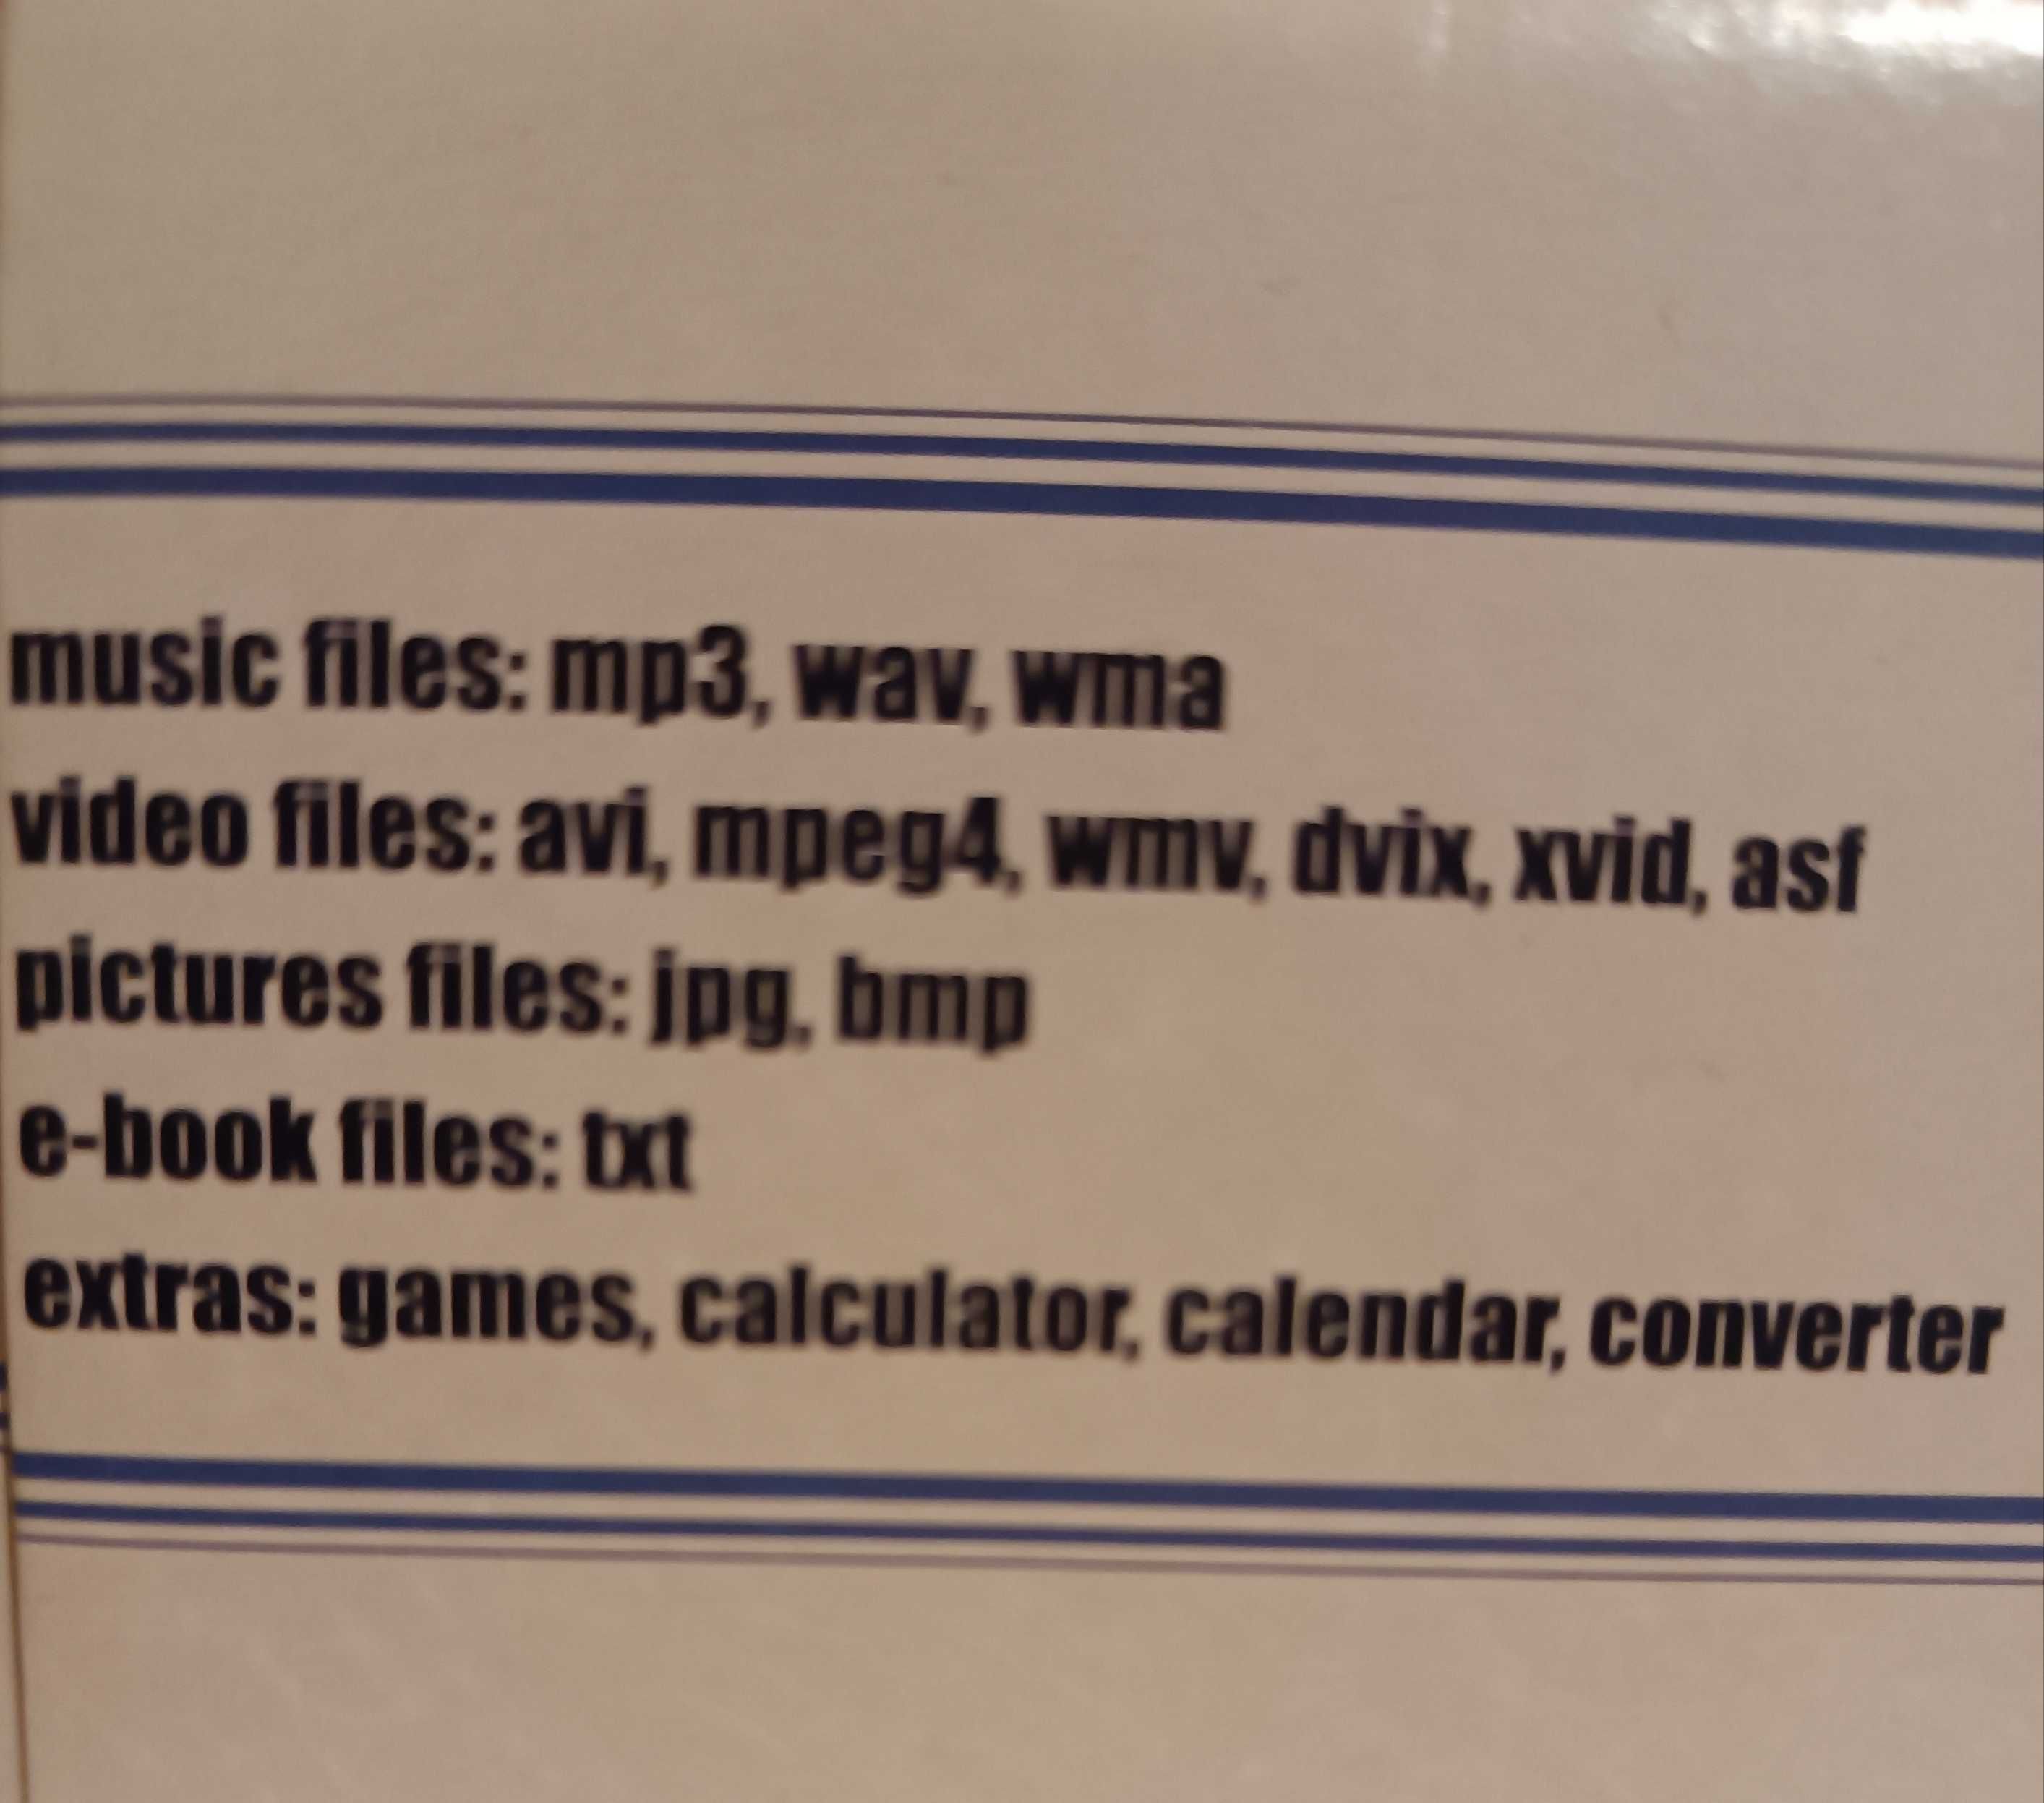 music files: mp3, wav, wma
video files: avi, mpeg4, wmv, dvix, xvid, asf
pictures files: jpg, bmp
e-book files: txt
extras: games, calculator, calendar, converter